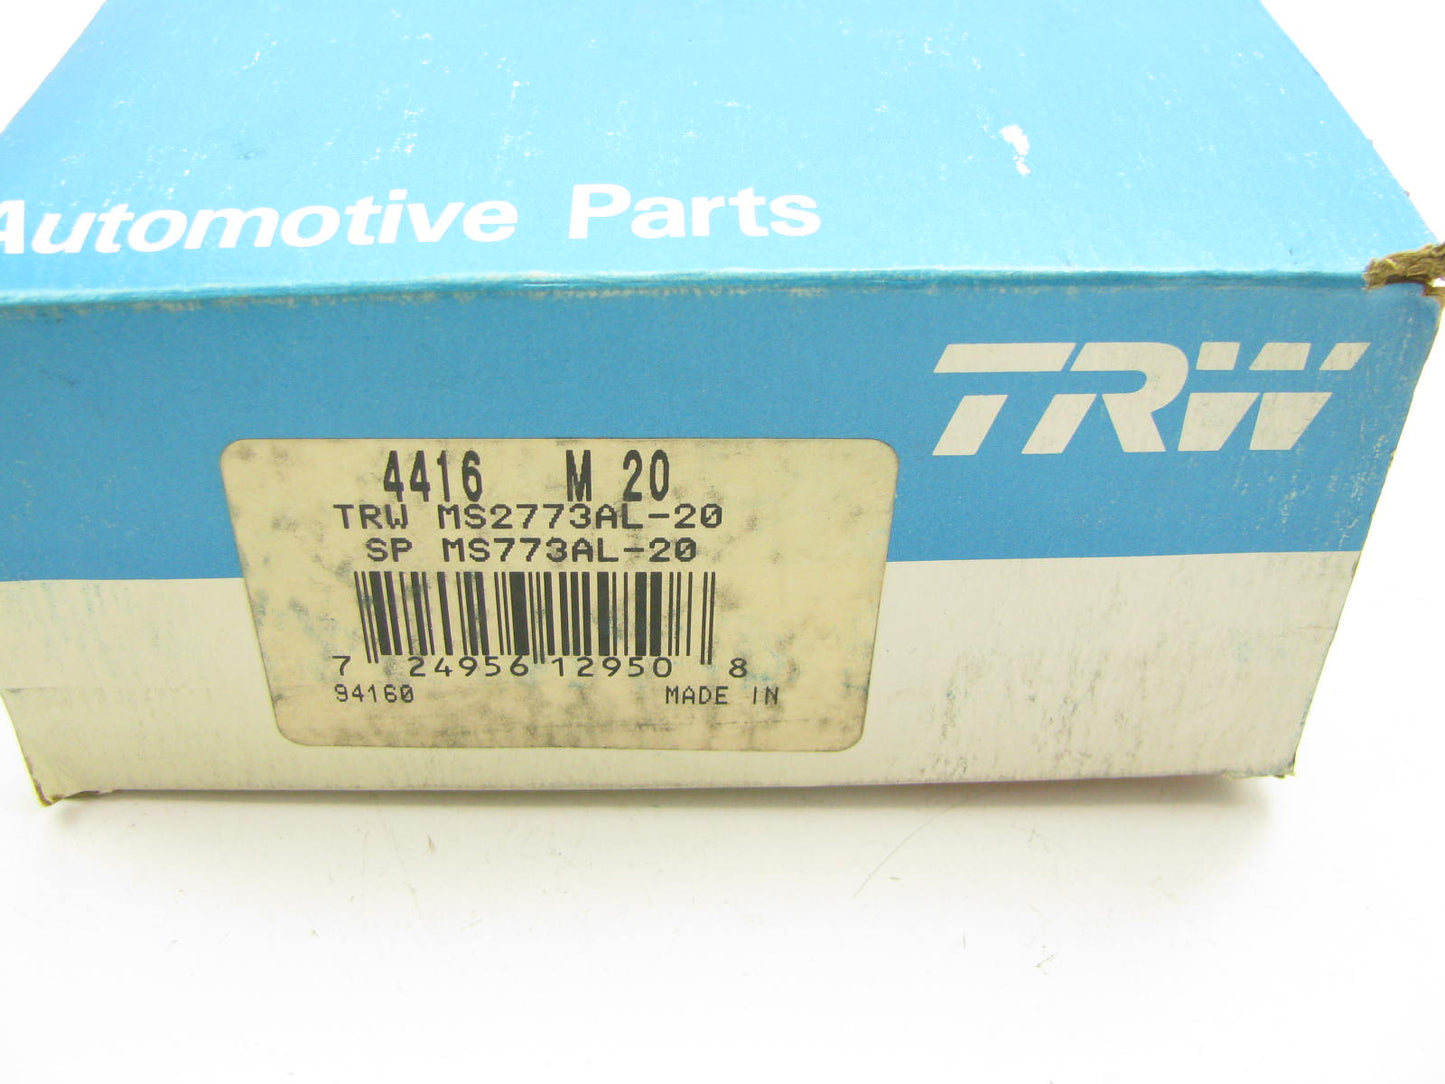 Automotive Parts
TRW
4416 M 20
TRW MS2773AL-20
SP MS773AL-20
7 24956 12950 8
94160 MADE IN